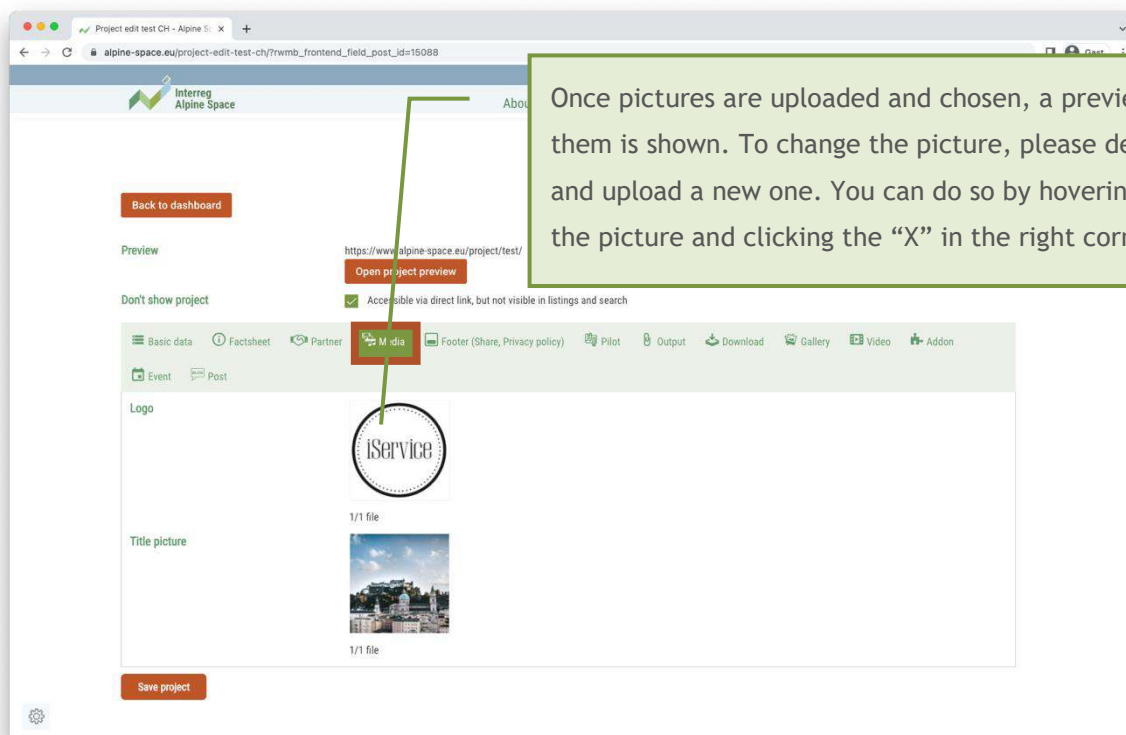 Project edit test CH - Alpine S
alpine-space.eu/project-edit-test-ch/?rwmb_frontend_field_post_id=15088
Gast
Interreg
Alpine Space
Abou
Once pictures are uploaded and chosen, a previe
them is shown. To change the picture, please de
and upload a new one. You can do so by hoverin
the picture and clicking the “X” in the right corr
Back to dashboard
Preview
https://www.alpine-space.eu/project/test/
Open project preview
Don't show project
Accessible via direct link, but not visible in listings and search
Basic data Factsheet Partner Media Footer (Share, Privacy policy) Pilot Output Download Gallery Video Addon
Event Post
Logo
iService
1/1 file
Title picture
1/1 file
Save project